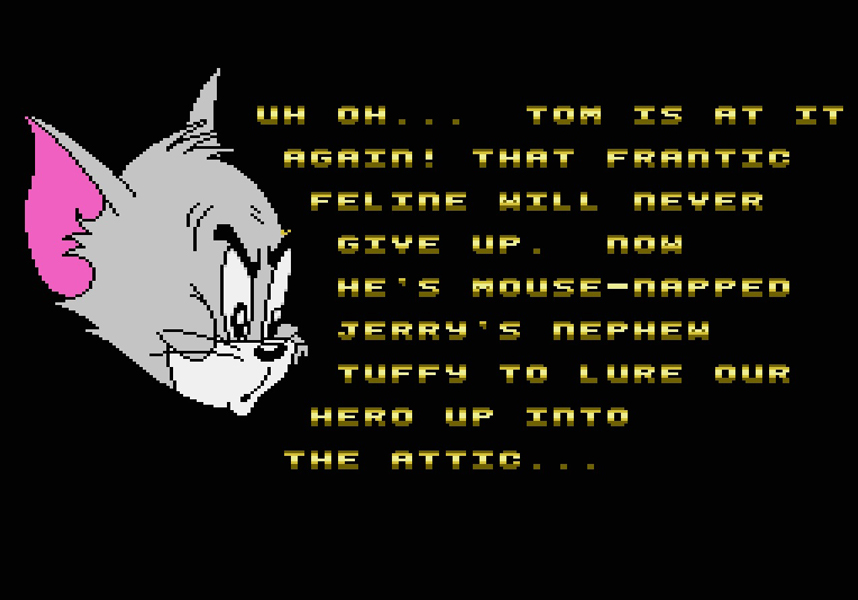 UH OH... TOM IS AT IT
AGAIN! THAT FRANTIC
FELINE WILL NEVER
GIVE UP. NOW
HE'S MOUSE-NAPPED
JERRY'S NEPHEW
TUFFY TO LURE OUR
HERO UP INTO
THE ATTIC...